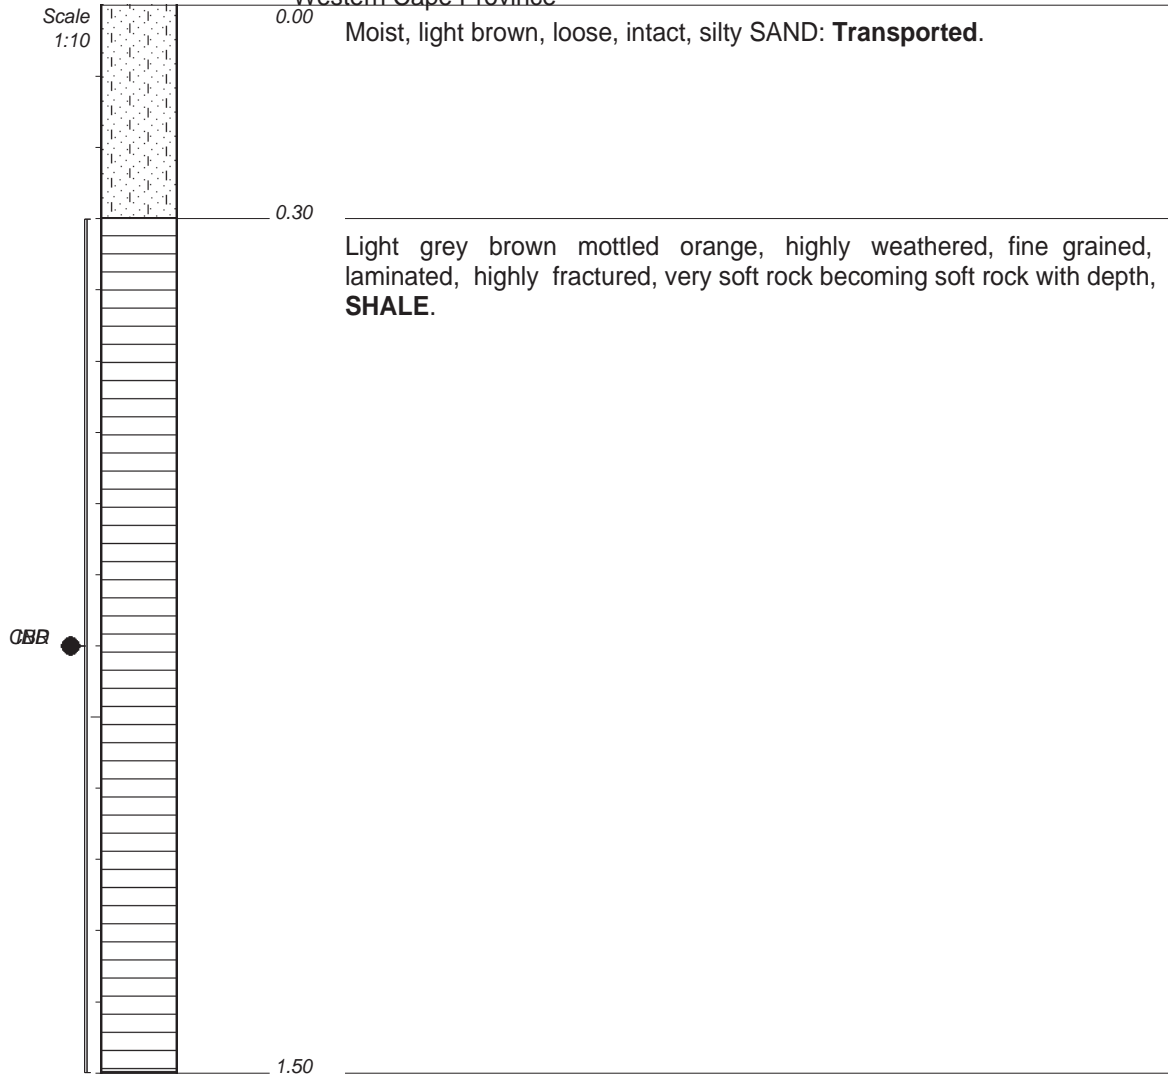 Western Cape Province
Scale
1:10
0.00
Moist, light brown, loose, intact, silty SAND: Transported.
0.30
Light grey brown mottled orange, highly weathered, fine grained,
laminated, highly fractured, very soft rock becoming soft rock with depth,
SHALE.
1.50